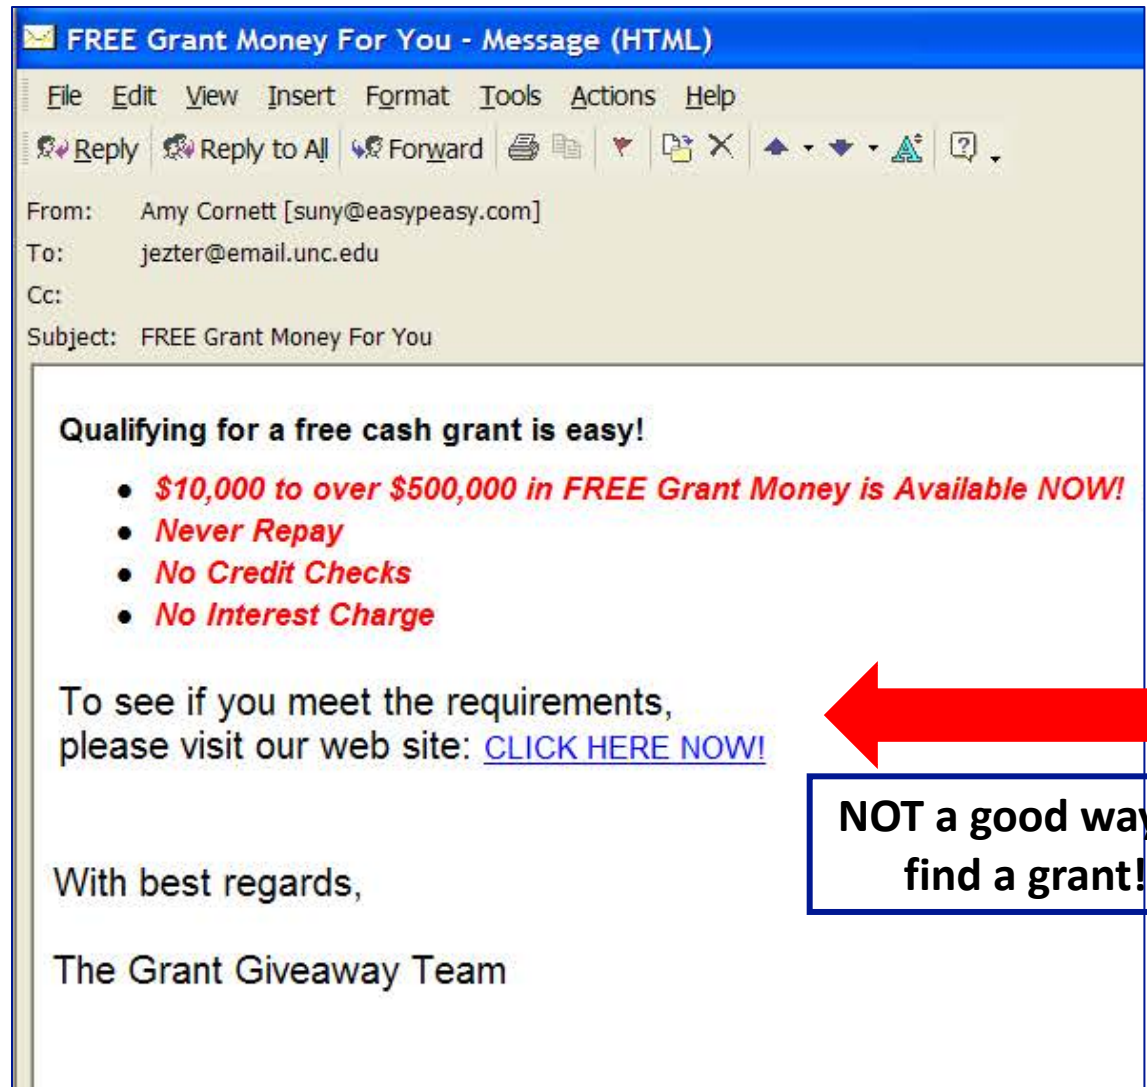 FREE Grant Money For You - Message (HTML)
File Edit View Insert Format Tools Actions Help
Reply Reply to All Forward
From: Amy Cornett [suny@easypeasy.com]
To: jezter@email.unc.edu
Cc:
Subject: FREE Grant Money For You
Qualifying for a free cash grant is easy!
• $10,000 to over $500,000 in FREE Grant Money is Available NOW!
• Never Repay
• No Credit Checks
• No Interest Charge
To see if you meet the requirements,
please visit our web site: CLICK HERE NOW!
NOT a good way
find a grant!
With best regards,
The Grant Giveaway Team